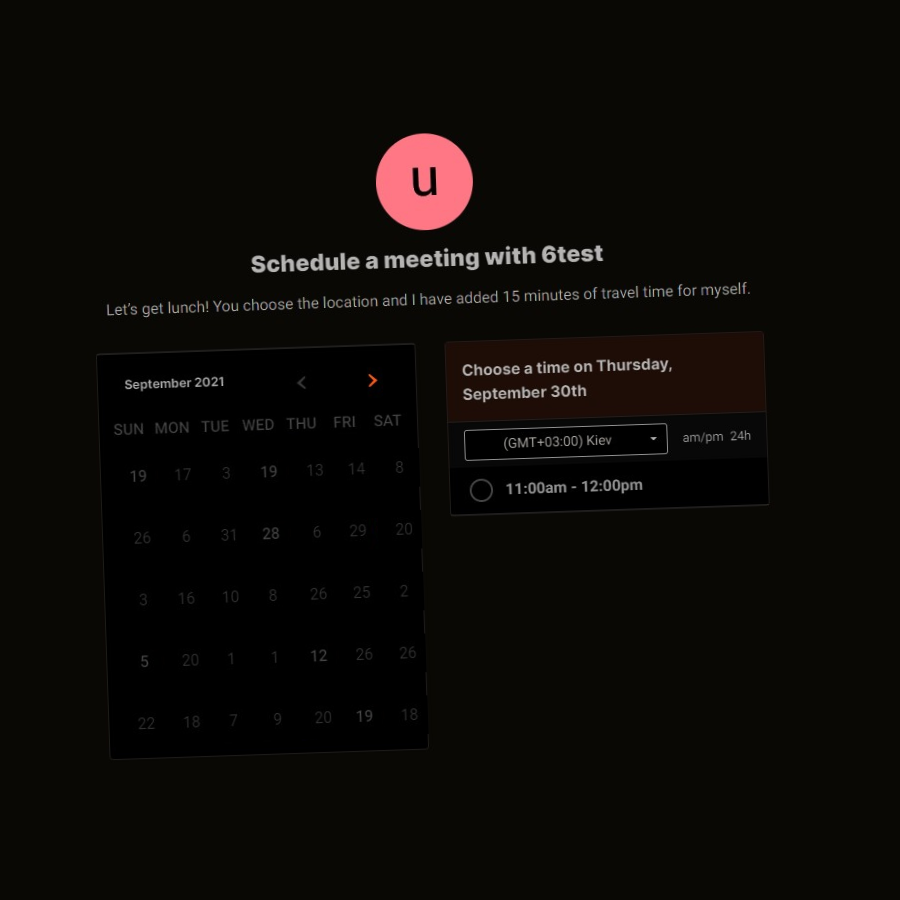 u
Schedule a meeting with 6test
Let's get lunch! You choose the location and I have added 15 minutes of travel time for myself.
September 2021
SUN MON TUE WED THU FRI SAT
19 17 3 19 13 14 8
26 6 31 28 6 29 20
3 16 10 8 26 25 2
5 20 1 1 12 26 26
22 18 7 9 20 19 18
Choose a time on Thursday,
September 30th
(GMT+03:00) Kiev am/pm 24h
11:00am - 12:00pm